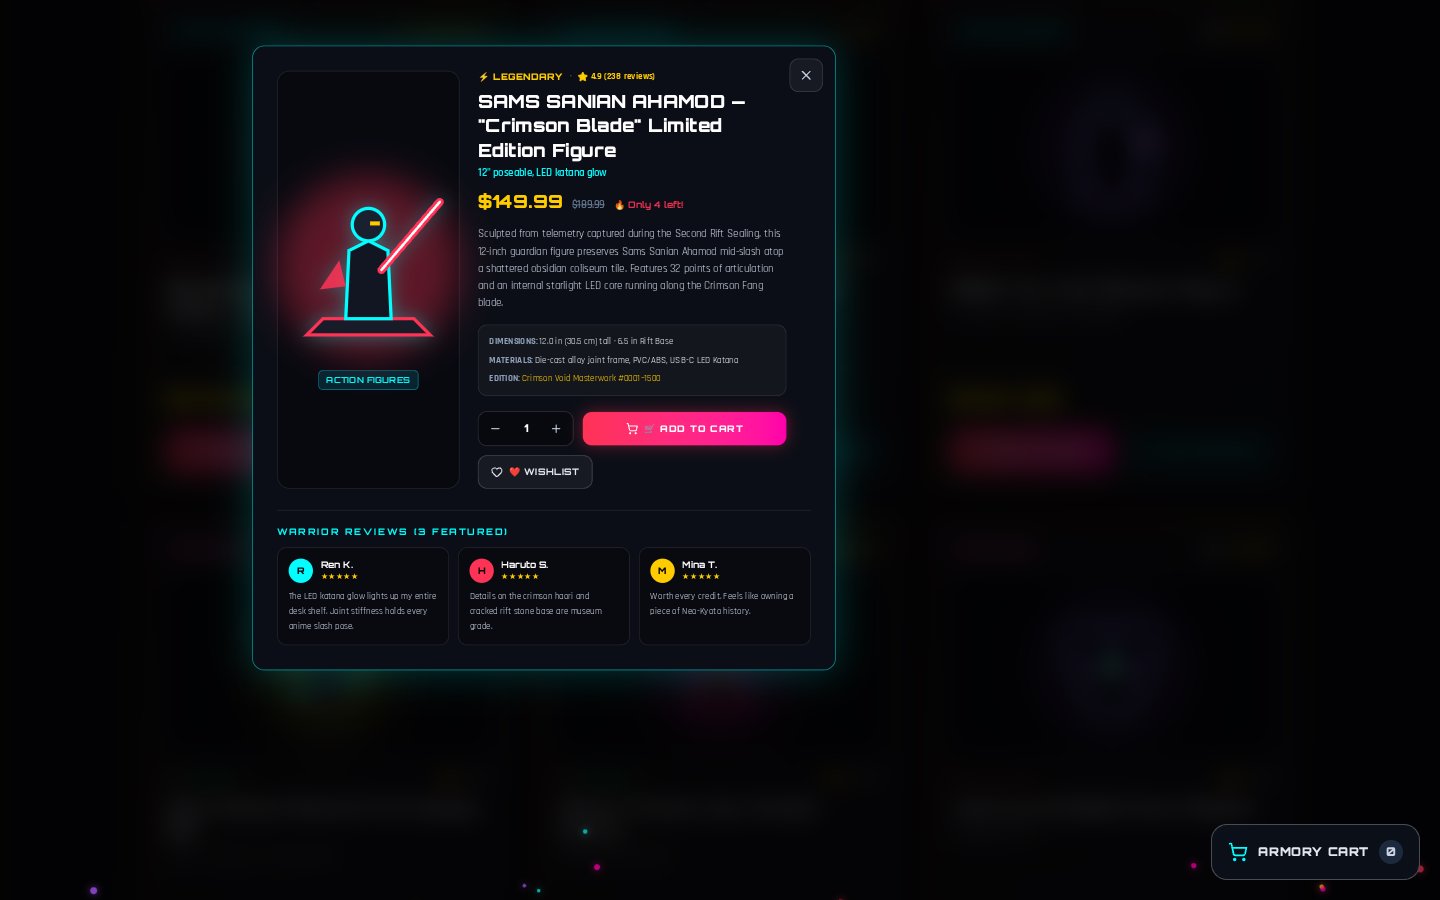 ⚡ LEGENDARY · ⭐ 4.9 (238 reviews)
SAMS SANIAN AHAMOD –
"Crimson Blade" Limited
Edition Figure
12" poseable, LED katana glow
$149.99 $189.99 🔥 Only 4 left!
Sculpted from telemetry captured during the Second Rift Sealing, this
12-inch guardian figure preserves Sams Sanian Ahamod mid-slash atop
a shattered obsidian coliseum tile. Features 32 points of articulation
and an internal starlight LED core running along the Crimson Fang
blade.
ACTION FIGURES
DIMENSIONS: 12.0 in (30.5 cm) tall · 6.5 in Rift Base
MATERIALS: Die-cast alloy joint frame, PVC/ABS, USB-C LED Katana
EDITION: Crimson Void Masterwork #0001-1500
− 1 + 🛒 ADD TO CART
❤️ WISHLIST
WARRIOR REVIEWS (3 FEATURED)
R Ren K.
★★★★★
The LED katana glow lights up my entire
desk shelf. Joint stiffness holds every
anime slash pose.
H Haruto S.
★★★★★
Details on the crimson haori and
cracked rift stone base are museum
grade.
M Mina T.
★★★★★
Worth every credit. Feels like owning a
piece of Neo-Kyoto history.
ARMORY CART 0